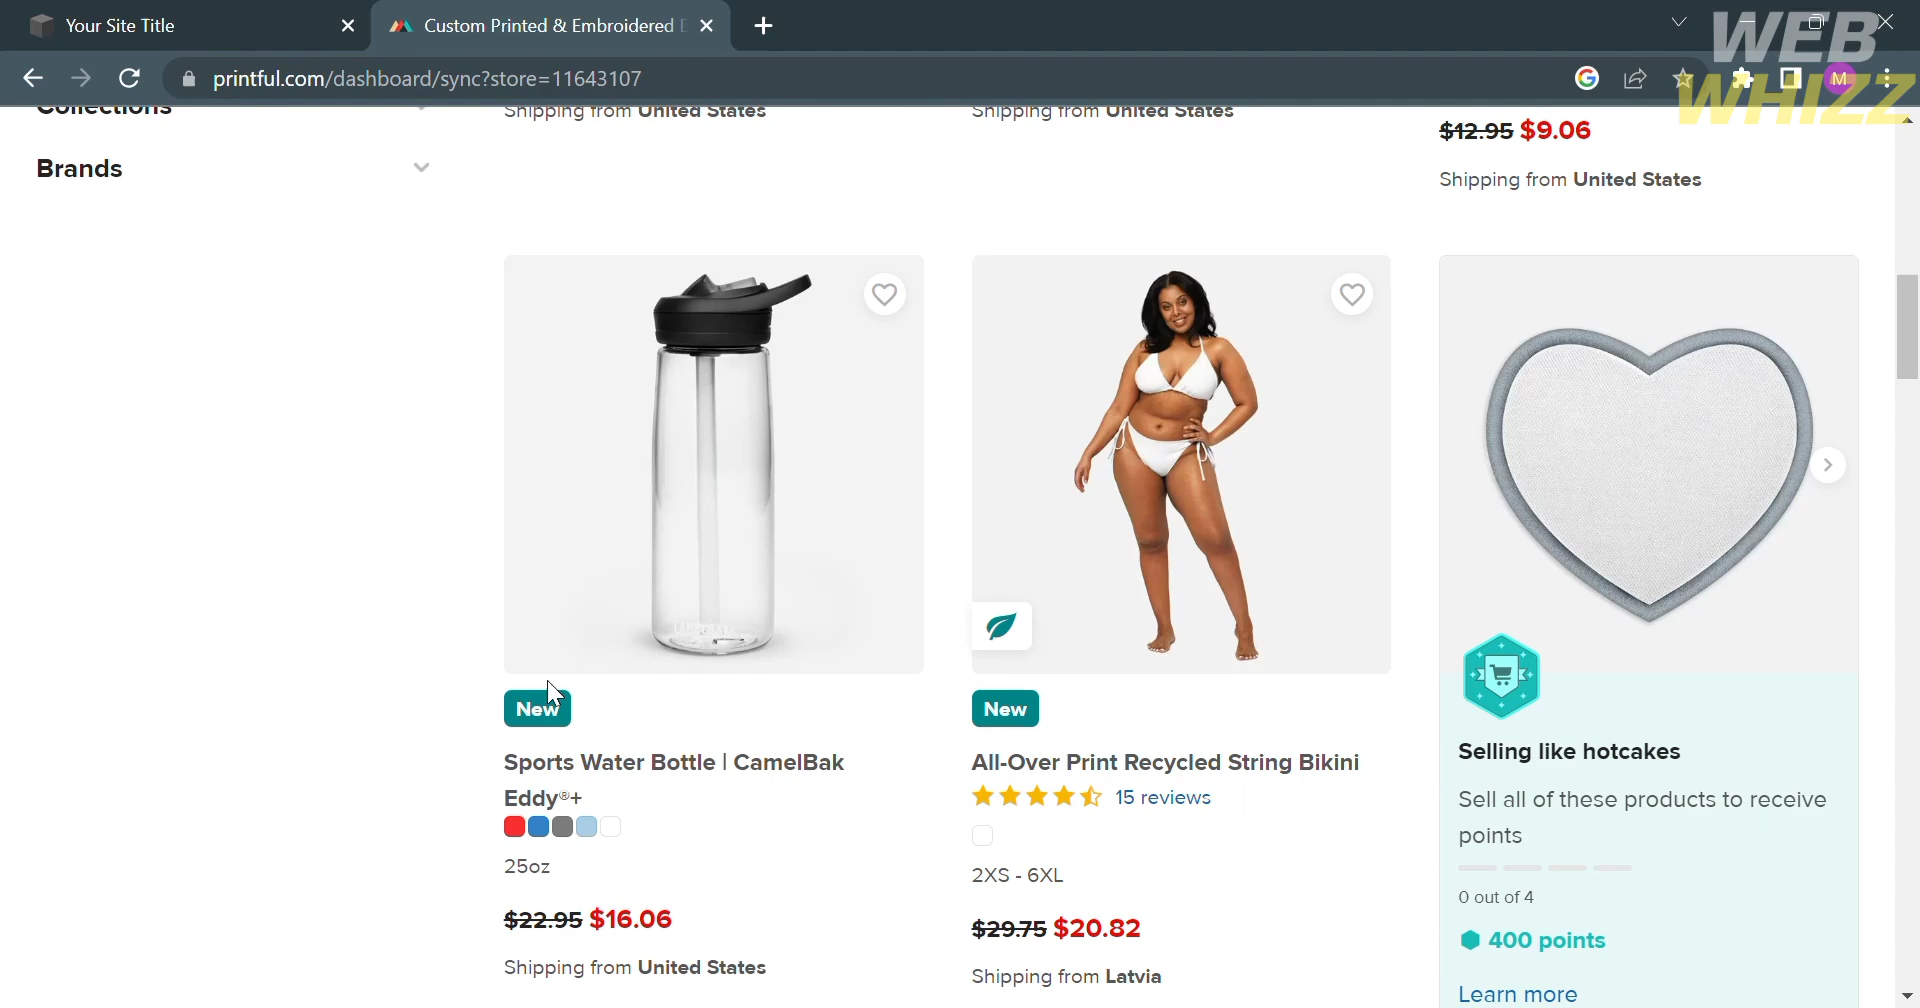 Your Site Title
Custom Printed & Embroidered
printful.com/dashboard/sync?store=11643107
M
WEB
WHIZZ
Collections
Shipping from United States
Shipping from United States
$12.95 $9.06
Brands
Shipping from United States
New
New
Sports Water Bottle | CamelBak
Eddy®+
25oz
$22.95 $16.06
Shipping from United States
All-Over Print Recycled String Bikini
15 reviews
2XS - 6XL
$29.75 $20.82
Shipping from Latvia
Selling like hotcakes
Sell all of these products to receive
points
0 out of 4
400 points
Learn more